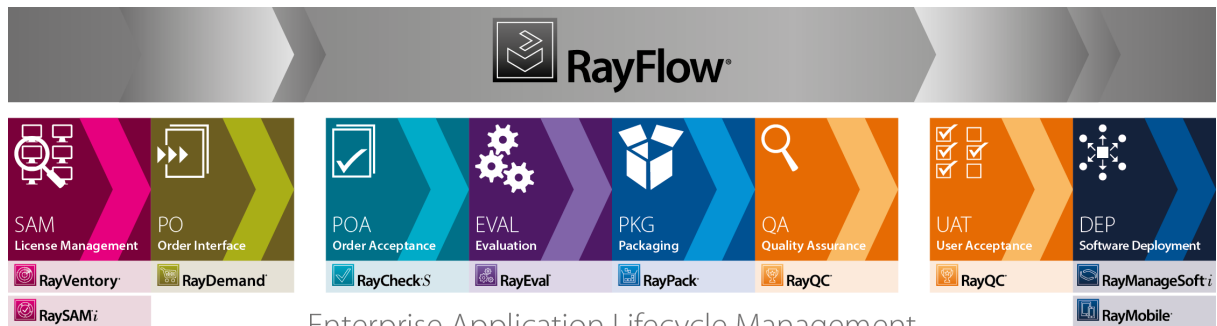 RayFlow®
SAM
License Management
PO
Order Interface
POA
Order Acceptance
EVAL
Evaluation
PKG
Packaging
QA
Quality Assurance
UAT
User Acceptance
DEP
Software Deployment
RayVentory
RayDemand
RayCheckS
RayEval
RayPack
RayQC
RayQC
RayManageSofti
RaySAMi
RayMobile
Enterprise Application Lifecycle Management